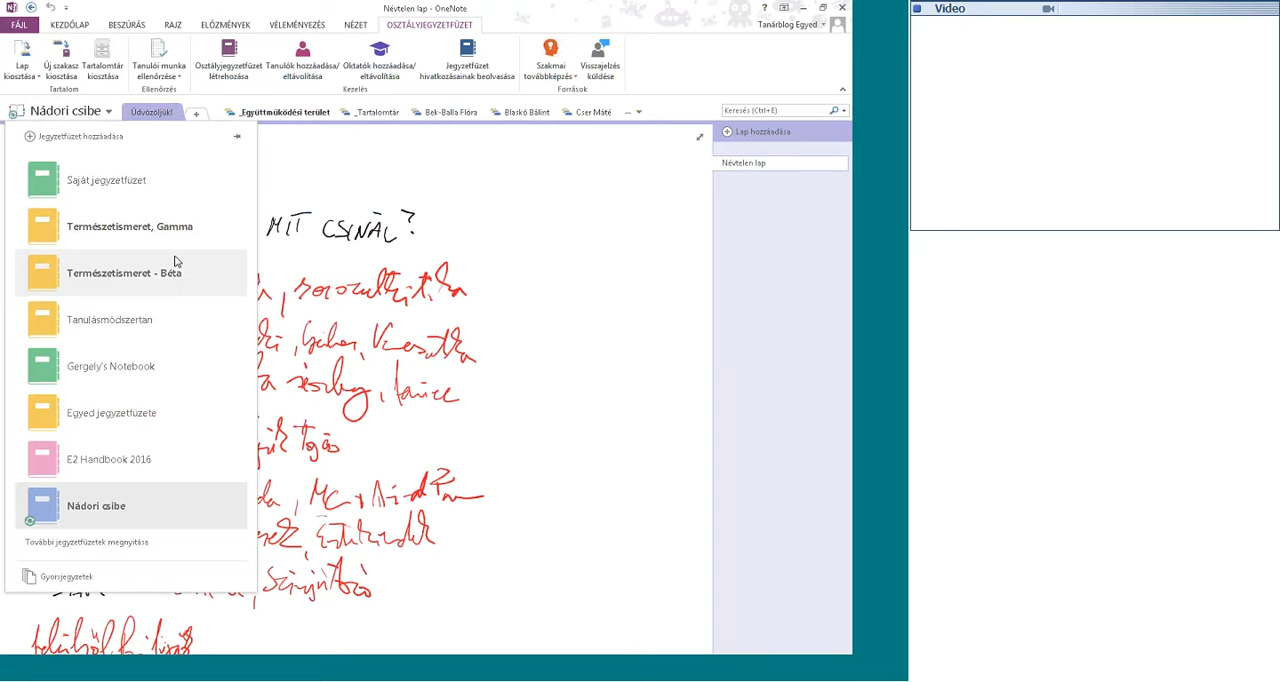 Névtelen lap - OneNote
Video
FÁJL KEZDŐLAP BESZÚRÁS RAJZ ELŐZMÉNYEK VÉLEMÉNYEZÉS NÉZET OSZTÁLYJEGYZETFÜZET
Tanárblog Egyed
Lap kiosztása
Új szakasz kiosztása
Tartalomtár kiosztása
Tanulói munka ellenőrzése
Osztályjegyzetfüzet létrehozása
Tanulók hozzáadása/ eltávolítása
Oktatók hozzáadása/ eltávolítása
Jegyzetfüzet hivatkozásainak beolvasása
Szakmai továbbképzés
Visszajelzés küldése
Tartalom Ellenőrzés Kezelés Források
Nádori csibe
Üdvözöljük!
_Együttműködési terület
_Tartalomtár
Bek-Balla Flóra
Blaskó Bálint
Cser Máté
Keresés (Ctrl+E)
Jegyzetfüzet hozzáadása
Lap hozzáadása
Névtelen lap
Saját jegyzetfüzet
Természetismeret, Gamma
Természetismeret - Béta
Tanulásmódszertan
Gergely's Notebook
Egyed jegyzetfüzete
E2 Handbook 2016
Nádori csibe
További jegyzetfüzetek megnyitása
Gyorsjegyzetek
MIT CSINÁL?